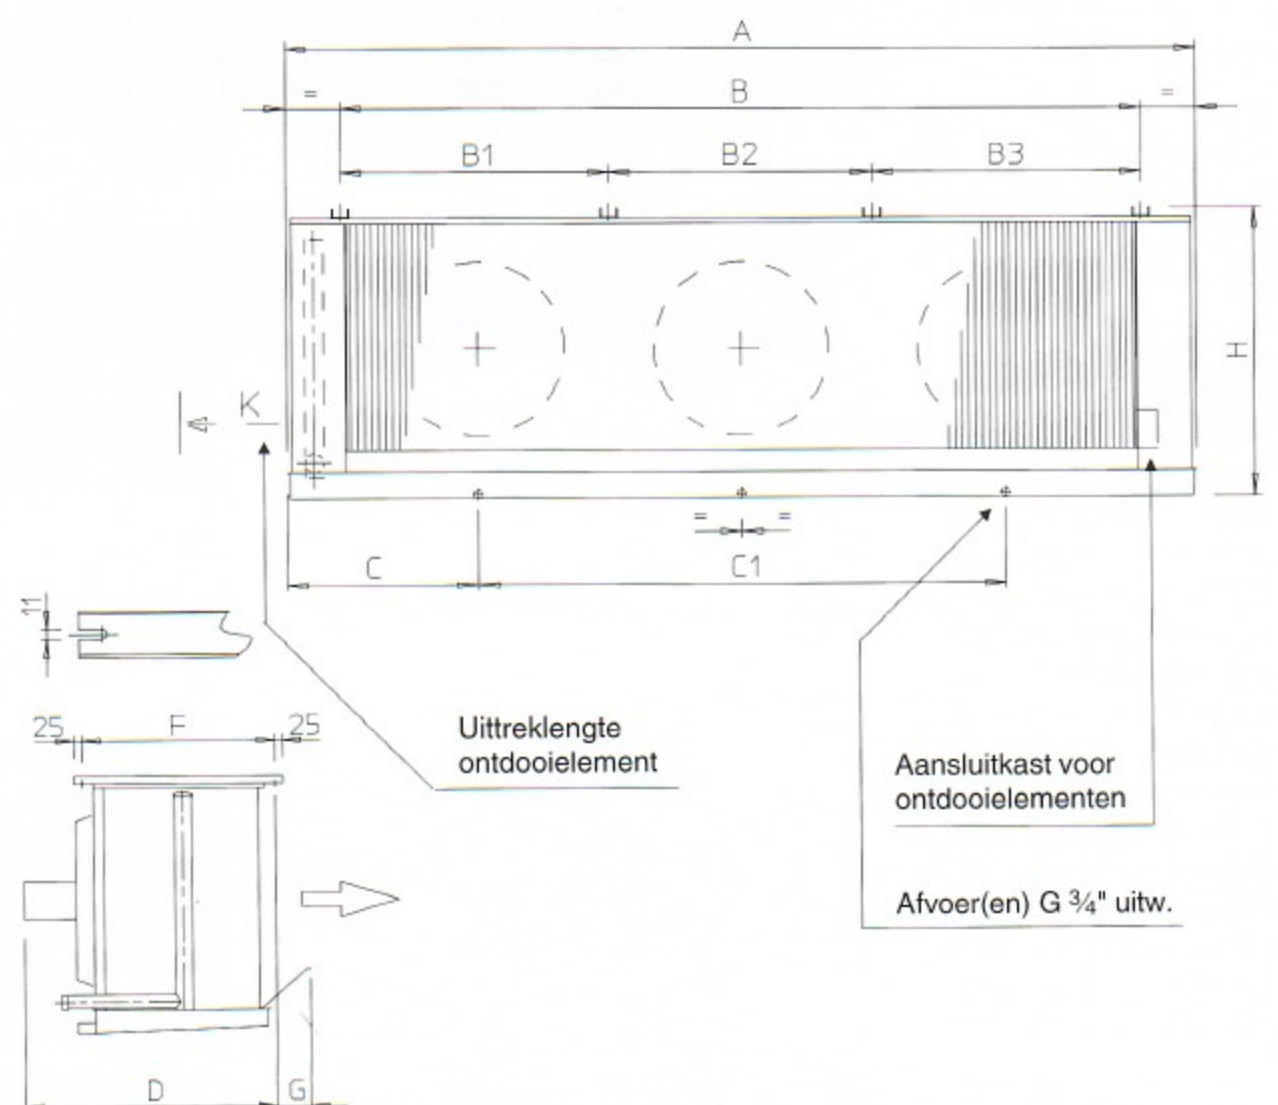 A
= B =
B1 B2 B3
H
K
= =
C C1
11
25 F 25
Uittreklengte
ontdooielement
Aansluitkast voor
ontdooielementen
Afvoer(en) G ¾" uitw.
D G